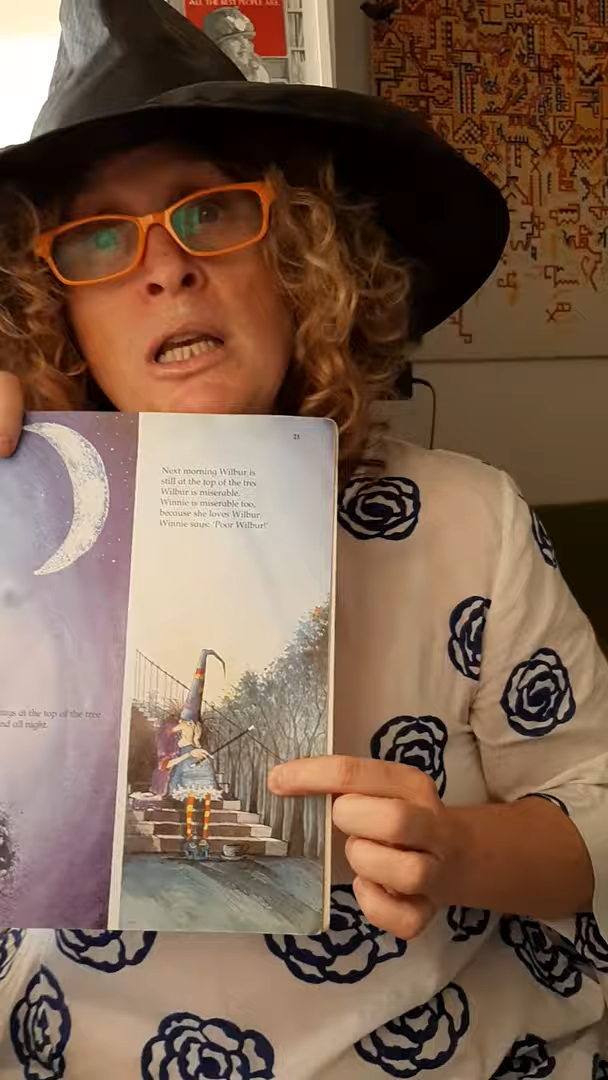 ALL THE BEST PEOPLE ARE
23
Next morning Wilbur is
still at the top of the tree
Wilbur is miserable.
Winnie is miserable too,
because she loves Wilbur.
Winnie says: 'Poor Wilbur!'
at the top of the tree
night.